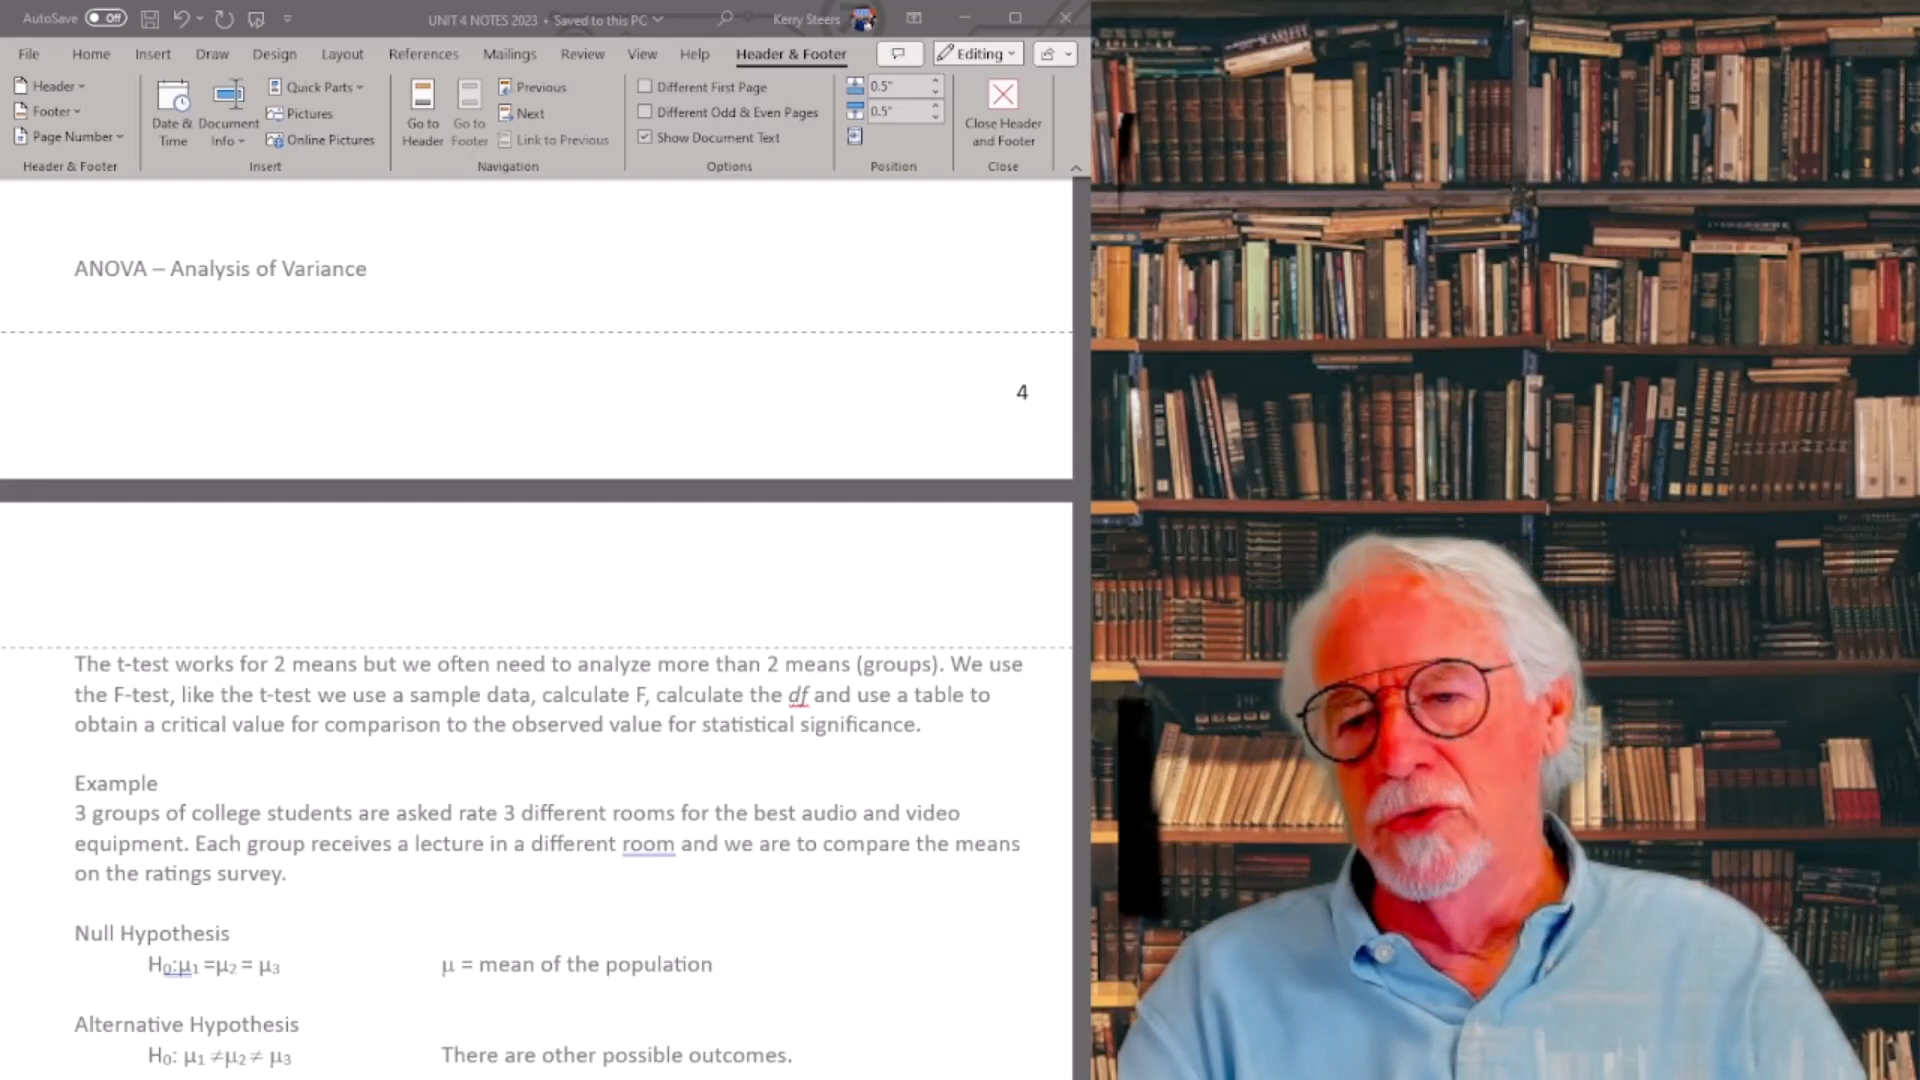 AutoSave Off UNIT 4 NOTES 2023 • Saved to this PC Kerry Steers
File Home Insert Draw Design Layout References Mailings Review View Help Header & Footer Editing
Header
Footer
Page Number
Header & Footer
Date & Time
Document Info
Quick Parts
Pictures
Online Pictures
Insert
Go to Header
Go to Footer
Previous
Next
Link to Previous
Navigation
Different First Page
Different Odd & Even Pages
Show Document Text
Options
0.5"
0.5"
Position
Close Header and Footer
Close
ANOVA – Analysis of Variance
4
The t-test works for 2 means but we often need to analyze more than 2 means (groups). We use
the F-test, like the t-test we use a sample data, calculate F, calculate the df and use a table to
obtain a critical value for comparison to the observed value for statistical significance.
Example
3 groups of college students are asked rate 3 different rooms for the best audio and video
equipment. Each group receives a lecture in a different room and we are to compare the means
on the ratings survey.
Null Hypothesis
H₀:µ₁ =µ₂ = µ₃ µ = mean of the population
Alternative Hypothesis
H₀: µ₁ ≠µ₂ ≠ µ₃ There are other possible outcomes.